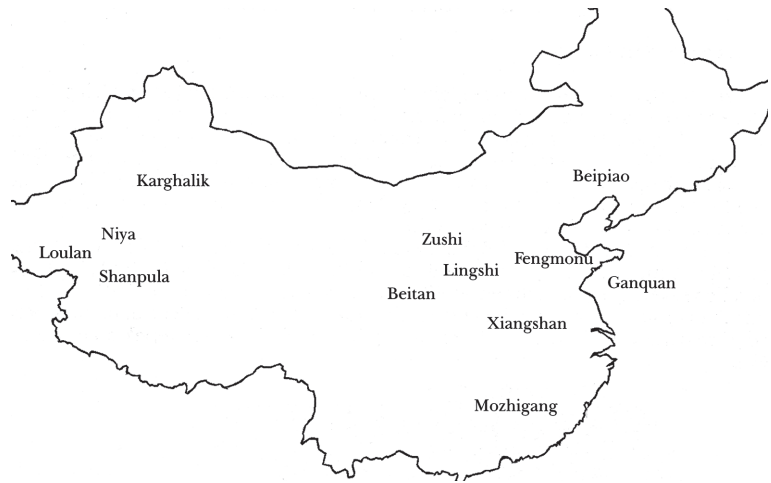 Beipiao
Karghalik
Niya
Zushi
Loulan
Fengmonu
Lingshi
Shanpula
Ganquan
Beitan
Xiangshan
Mozhigang